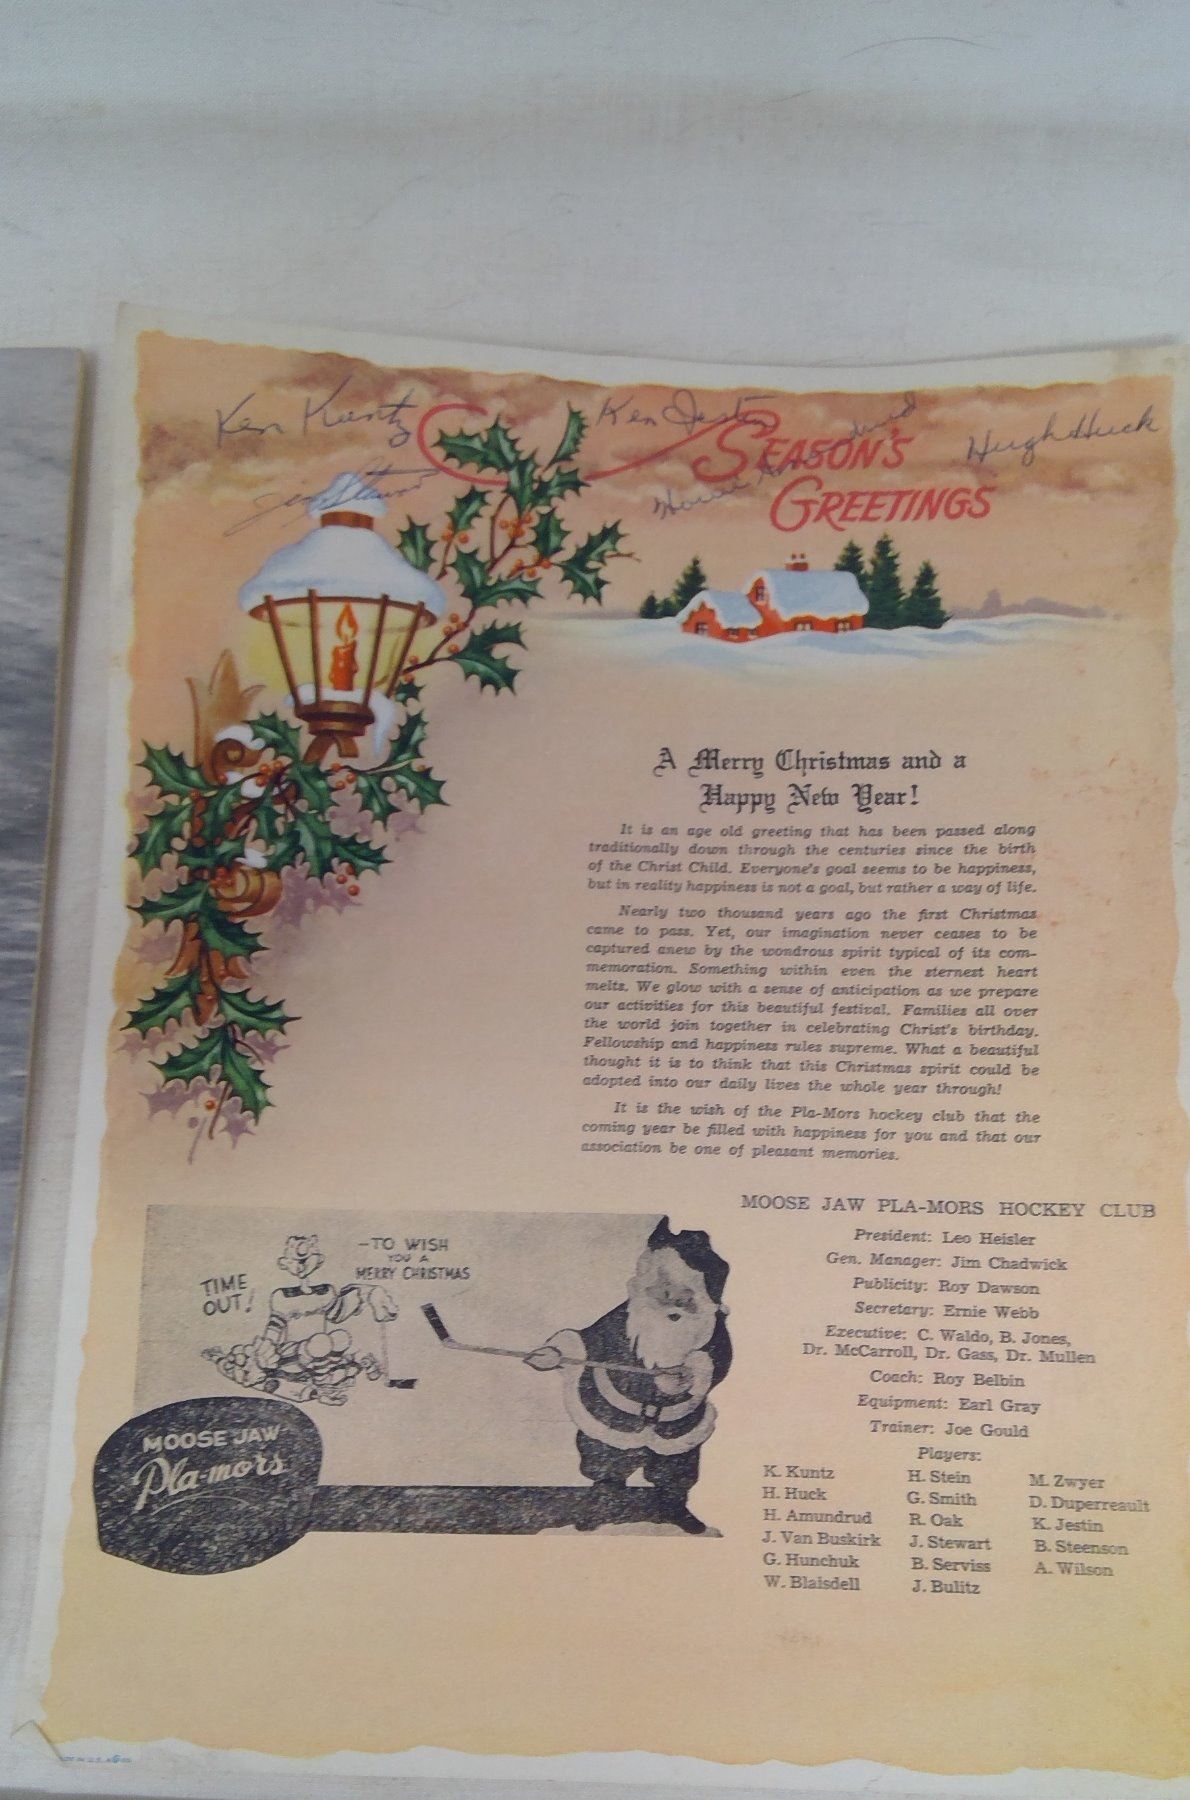 Ken Kuntz
Ken Jestin
Hugh Huck
SEASON'S
GREETINGS
A Merry Christmas and a
Happy New Year!
It is an age old greeting that has been passed along
traditionally down through the centuries since the birth
of the Christ Child. Everyone's goal seems to be happiness,
but in reality happiness is not a goal, but rather a way of life.
Nearly two thousand years ago the first Christmas
came to pass. Yet, our imagination never ceases to be
captured anew by the wondrous spirit typical of its com-
memoration. Something within even the sternest heart
melts. We glow with a sense of anticipation as we prepare
our activities for this beautiful festival. Families all over
the world join together in celebrating Christ's birthday.
Fellowship and happiness rules supreme. What a beautiful
thought it is to think that this Christmas spirit could be
adopted into our daily lives the whole year through!
It is the wish of the Pla-Mors hockey club that the
coming year be filled with happiness for you and that our
association be one of pleasant memories.
TIME
OUT!
-TO WISH
YOU A
MERRY CHRISTMAS
MOOSE JAW
Pla-mors
MOOSE JAW PLA-MORS HOCKEY CLUB
President: Leo Heisler
Gen. Manager: Jim Chadwick
Publicity: Roy Dawson
Secretary: Ernie Webb
Executive: C. Waldo, B. Jones,
Dr. McCarroll, Dr. Gass, Dr. Mullen
Coach: Roy Belbin
Equipment: Earl Gray
Trainer: Joe Gould
Players:
K. Kuntz H. Stein M. Zwyer
H. Huck G. Smith D. Duperreault
H. Amundrud R. Oak K. Jestin
J. Van Buskirk J. Stewart B. Steenson
G. Hunchuk B. Serviss A. Wilson
W. Blaisdell J. Bulitz